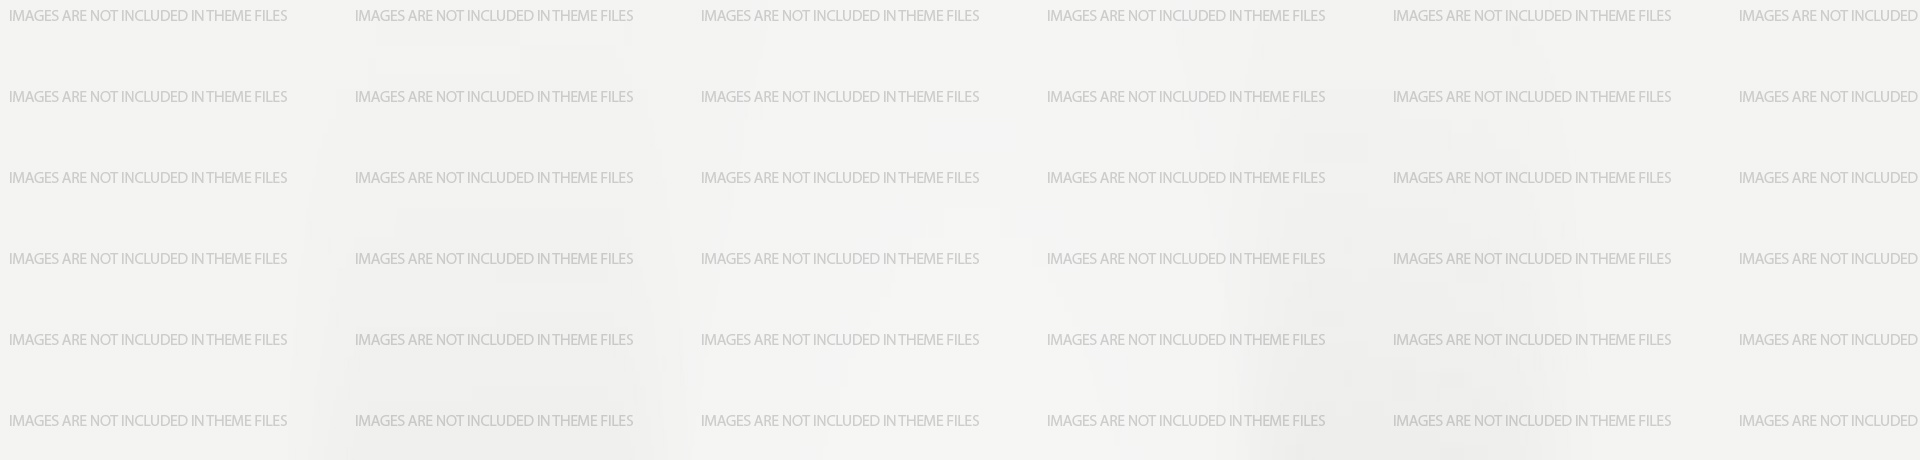 IMAGES ARE NOT INCLUDED IN THEME FILES IMAGES ARE NOT INCLUDED IN THEME FILES IMAGES ARE NOT INCLUDED IN THEME FILES IMAGES ARE NOT INCLUDED IN THEME FILES IMAGES ARE NOT INCLUDED IN THEME FILES IMAGES ARE NOT INCLUDED
IMAGES ARE NOT INCLUDED IN THEME FILES IMAGES ARE NOT INCLUDED IN THEME FILES IMAGES ARE NOT INCLUDED IN THEME FILES IMAGES ARE NOT INCLUDED IN THEME FILES IMAGES ARE NOT INCLUDED IN THEME FILES IMAGES ARE NOT INCLUDED
IMAGES ARE NOT INCLUDED IN THEME FILES IMAGES ARE NOT INCLUDED IN THEME FILES IMAGES ARE NOT INCLUDED IN THEME FILES IMAGES ARE NOT INCLUDED IN THEME FILES IMAGES ARE NOT INCLUDED IN THEME FILES IMAGES ARE NOT INCLUDED
IMAGES ARE NOT INCLUDED IN THEME FILES IMAGES ARE NOT INCLUDED IN THEME FILES IMAGES ARE NOT INCLUDED IN THEME FILES IMAGES ARE NOT INCLUDED IN THEME FILES IMAGES ARE NOT INCLUDED IN THEME FILES IMAGES ARE NOT INCLUDED
IMAGES ARE NOT INCLUDED IN THEME FILES IMAGES ARE NOT INCLUDED IN THEME FILES IMAGES ARE NOT INCLUDED IN THEME FILES IMAGES ARE NOT INCLUDED IN THEME FILES IMAGES ARE NOT INCLUDED IN THEME FILES IMAGES ARE NOT INCLUDED
IMAGES ARE NOT INCLUDED IN THEME FILES IMAGES ARE NOT INCLUDED IN THEME FILES IMAGES ARE NOT INCLUDED IN THEME FILES IMAGES ARE NOT INCLUDED IN THEME FILES IMAGES ARE NOT INCLUDED IN THEME FILES IMAGES ARE NOT INCLUDED